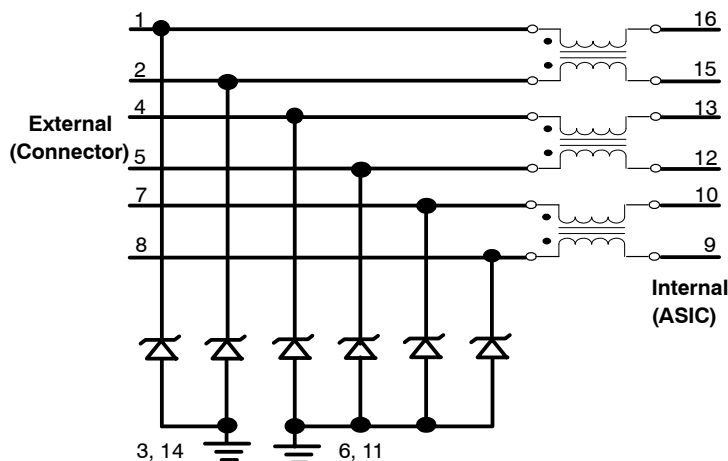 1 16
2 15
4 13
External
(Connector)
5 12
7 10
8 9
Internal
(ASIC)
3, 14 6, 11